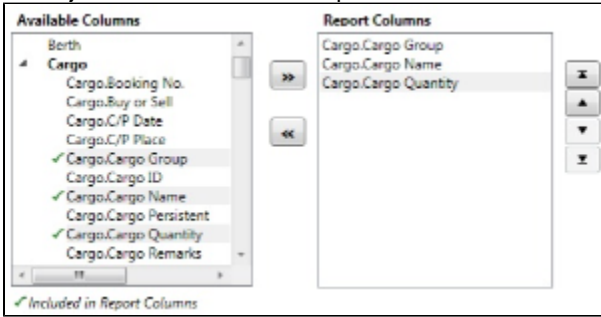 Available Columns
Berth
Cargo
Cargo.Booking No.
Cargo.Buy or Sell
Cargo.C/P Date
Cargo.C/P Place
✓ Cargo.Cargo Group
Cargo.Cargo ID
✓ Cargo.Cargo Name
Cargo.Cargo Persistent
✓ Cargo.Cargo Quantity
Cargo.Cargo Remarks
✓ Included in Report Columns
»
«
Report Columns
Cargo.Cargo Group
Cargo.Cargo Name
Cargo.Cargo Quantity